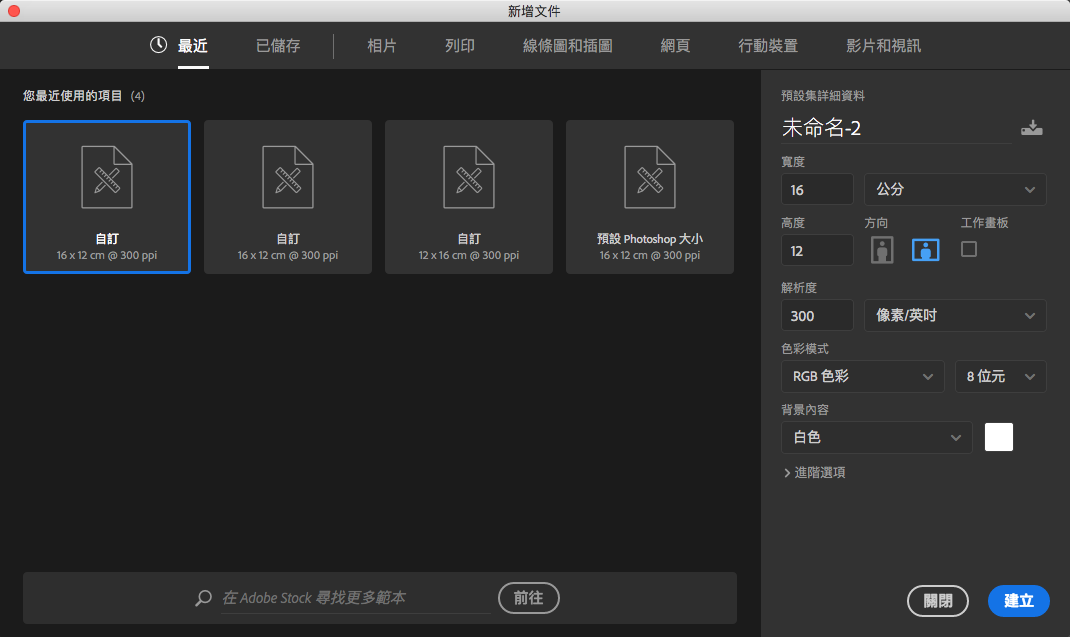 新增文件
最近 已儲存 相片 列印 線條圖和插圖 網頁 行動裝置 影片和視訊
您最近使用的項目 (4)
自訂
16 x 12 cm @ 300 ppi
自訂
16 x 12 cm @ 300 ppi
自訂
12 x 16 cm @ 300 ppi
預設 Photoshop 大小
16 x 12 cm @ 300 ppi
在 Adobe Stock 尋找更多範本 前往
預設集詳細資料
未命名-2
寬度
16 公分
高度 方向 工作畫板
12
解析度
300 像素/英吋
色彩模式
RGB 色彩 8 位元
背景內容
白色
進階選項
關閉 建立